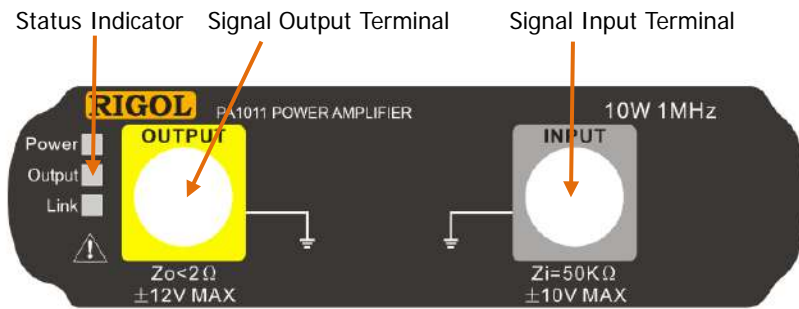 Status Indicator Signal Output Terminal Signal Input Terminal
RIGOL PA1011 POWER AMPLIFIER 10W 1MHz
Power
Output
Link
OUTPUT
Zo<2Ω
±12V MAX
INPUT
Zi=50KΩ
±10V MAX